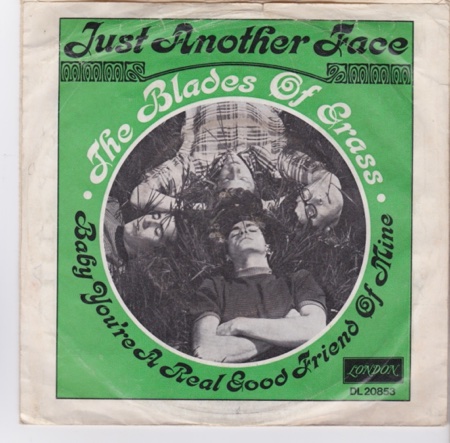 Just Another Face
The Blades Of Grass
Baby You're A Real Good Friend Of Mine
LONDON
DL 20853